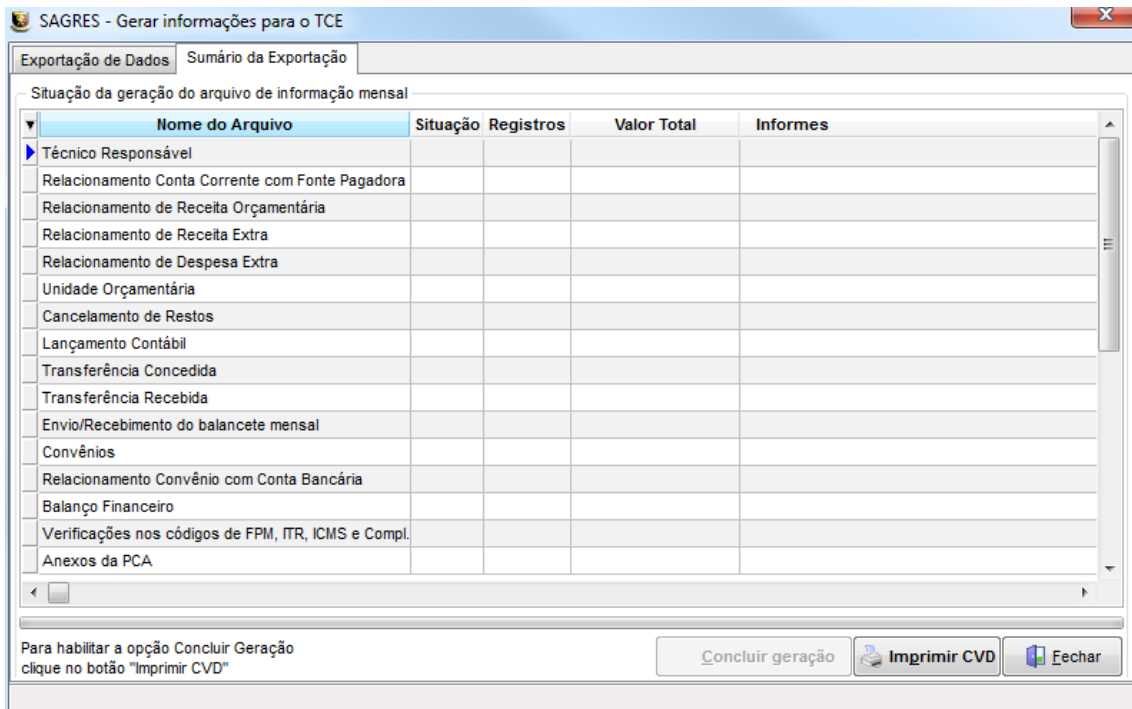 SAGRES - Gerar informações para o TCE
Exportação de Dados Sumário da Exportação
Situação da geração do arquivo de informação mensal
Nome do Arquivo Situação Registros Valor Total Informes
Técnico Responsável
Relacionamento Conta Corrente com Fonte Pagadora
Relacionamento de Receita Orçamentária
Relacionamento de Receita Extra
Relacionamento de Despesa Extra
Unidade Orçamentária
Cancelamento de Restos
Lançamento Contábil
Transferência Concedida
Transferência Recebida
Envio/Recebimento do balancete mensal
Convênios
Relacionamento Convênio com Conta Bancária
Balanço Financeiro
Verificações nos códigos de FPM, ITR, ICMS e Compl.
Anexos da PCA
Para habilitar a opção Concluir Geração
clique no botão "Imprimir CVD"
Concluir geração Imprimir CVD Fechar